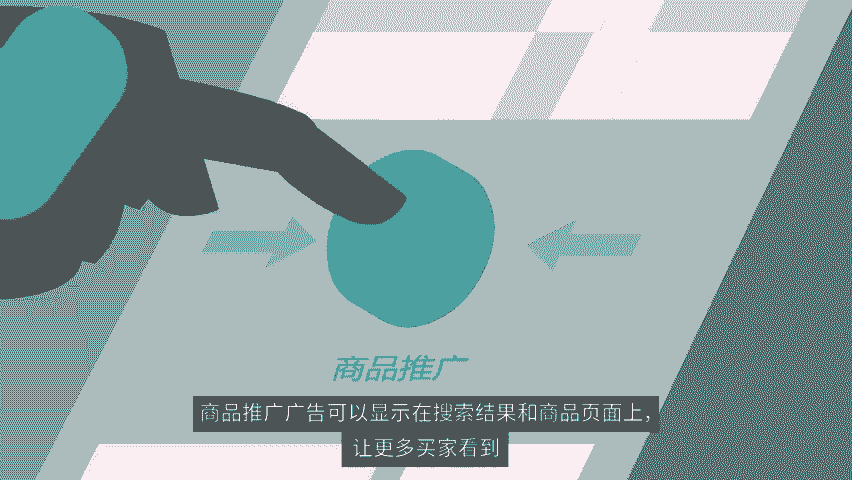 商品推广
商品推广广告可以显示在搜索结果和商品页面上,
让更多买家看到